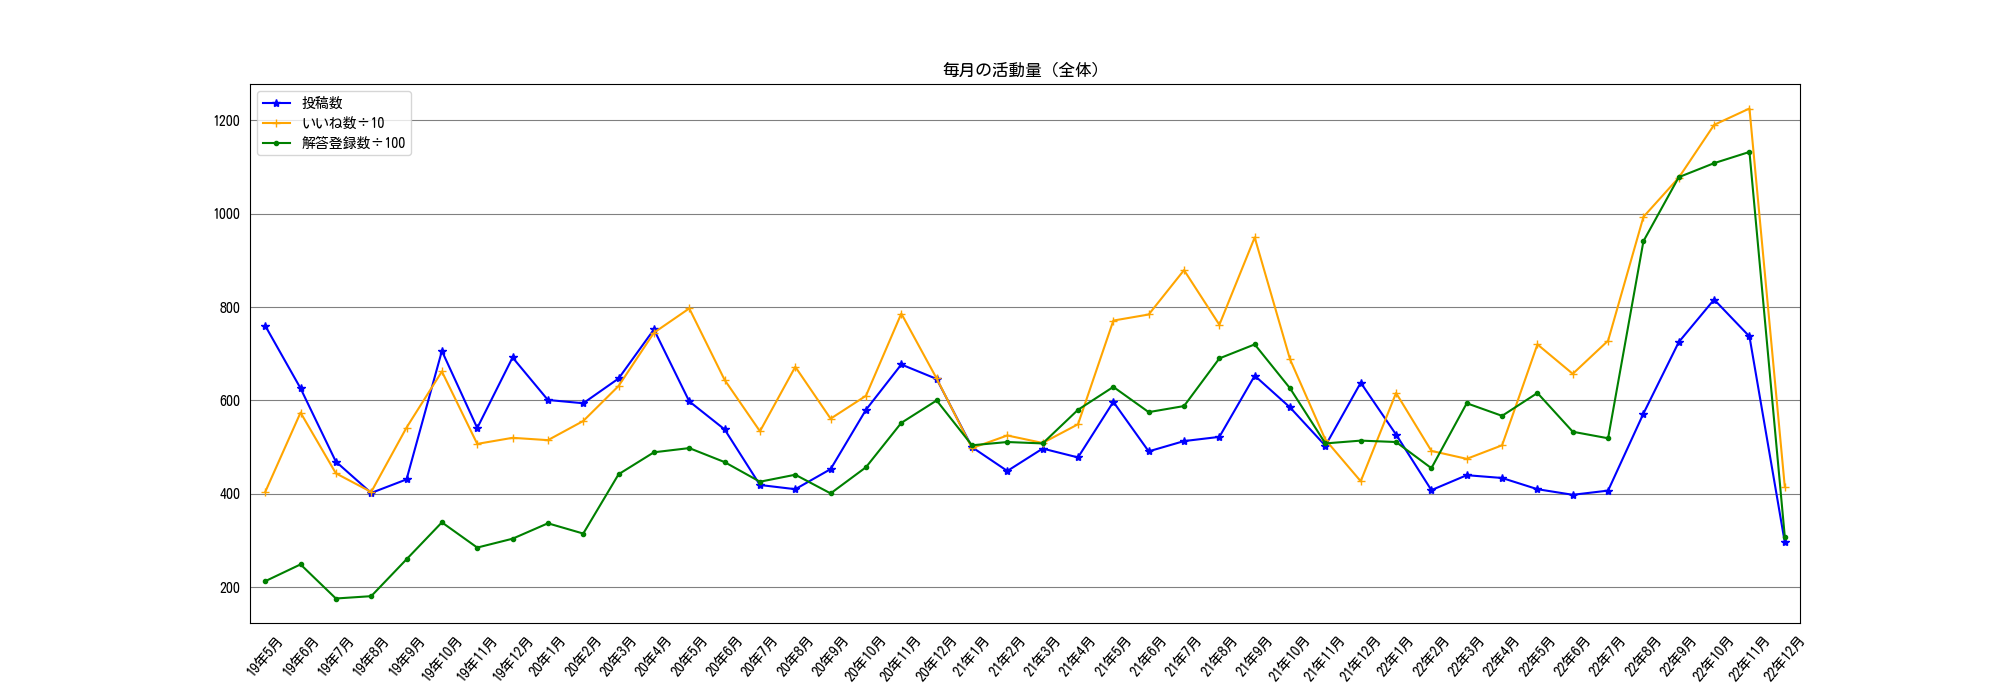 毎月の活動量（全体）
投稿数
いいね数÷10
解答登録数÷100
1200
1000
800
600
400
200
19年5月
19年6月
19年7月
19年8月
19年9月
19年10月
19年11月
19年12月
20年1月
20年2月
20年3月
20年4月
20年5月
20年6月
20年7月
20年8月
20年9月
20年10月
20年11月
20年12月
21年1月
21年2月
21年3月
21年4月
21年5月
21年6月
21年7月
21年8月
21年9月
21年10月
21年11月
21年12月
22年1月
22年2月
22年3月
22年4月
22年5月
22年6月
22年7月
22年8月
22年9月
22年10月
22年11月
22年12月